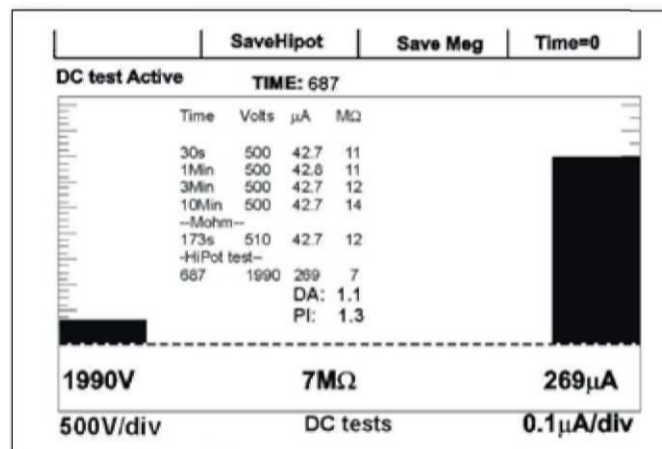 SaveHipot Save Meg Time=0
DC test Active TIME: 687
Time Volts μA MΩ
30s 500 42.7 11
1Min 500 42.8 11
3Min 500 42.7 12
10Min 500 42.7 14
--Mohm--
173s 510 42.7 12
-HiPot test--
687 1990 269 7
DA: 1.1
PI: 1.3
1990V 7MΩ 269μA
500V/div DC tests 0.1μA/div